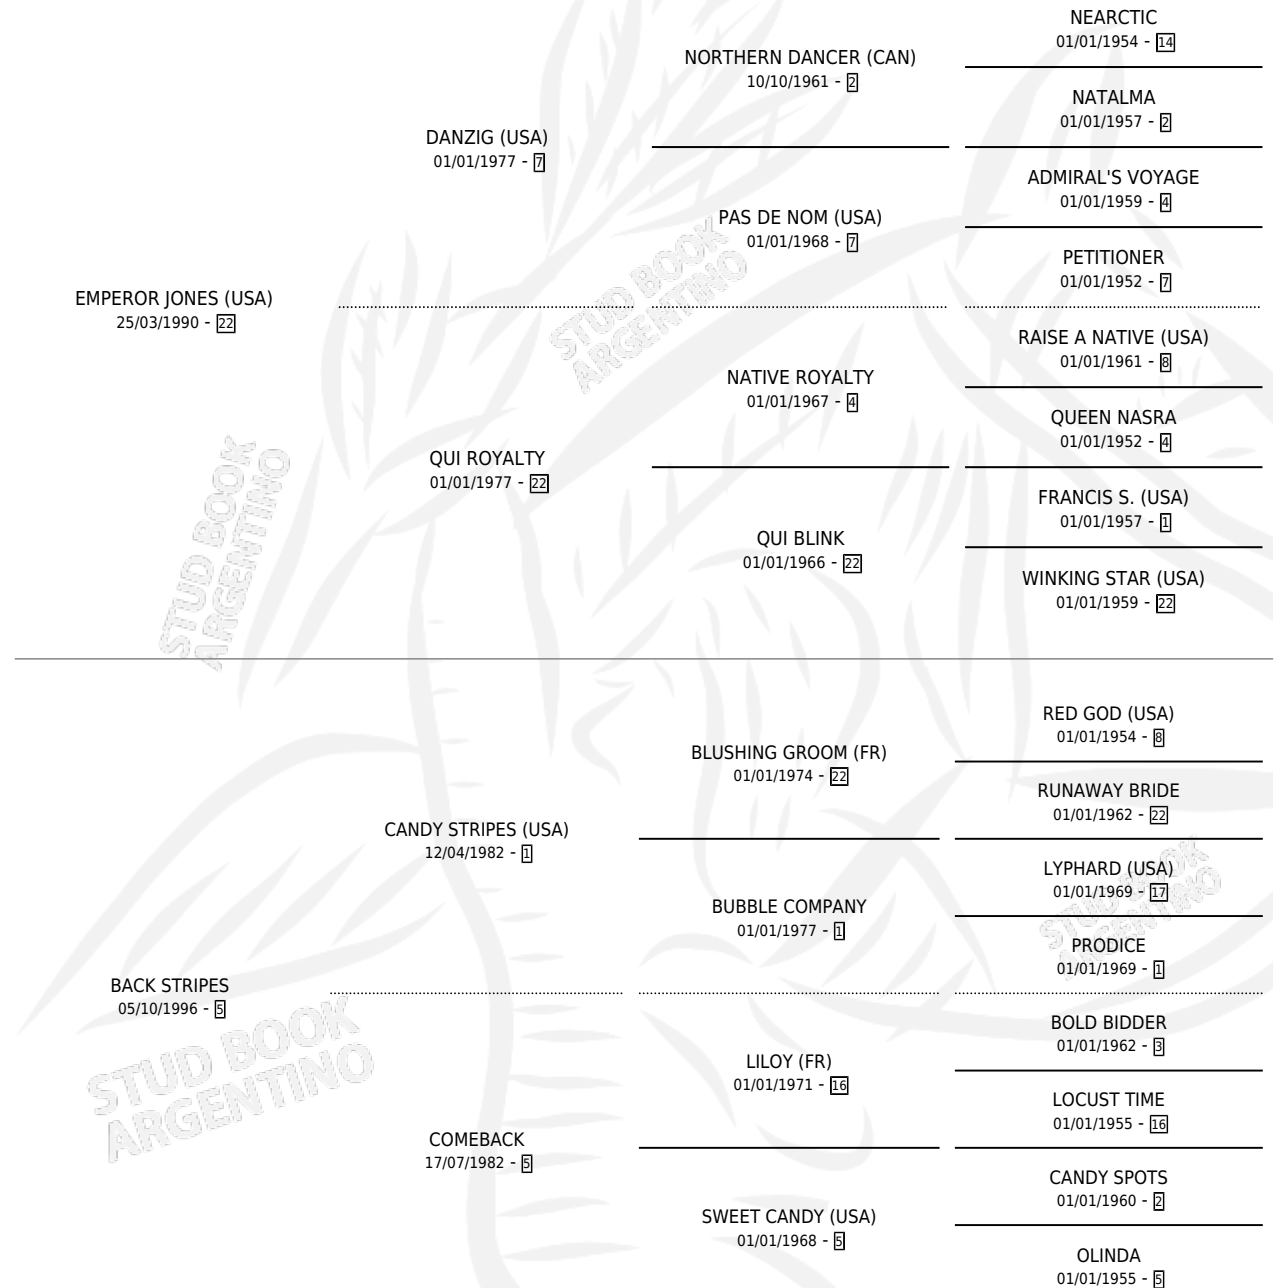 NEARCTIC
01/01/1954 - 14
NORTHERN DANCER (CAN)
10/10/1961 - 2
NATALMA
01/01/1957 - 2
DANZIG (USA)
01/01/1977 - 7
ADMIRAL'S VOYAGE
01/01/1959 - 4
PAS DE NOM (USA)
01/01/1968 - 7
PETITIONER
01/01/1952 - 7
EMPEROR JONES (USA)
25/03/1990 - 22
RAISE A NATIVE (USA)
01/01/1961 - 8
NATIVE ROYALTY
01/01/1967 - 4
QUEEN NASRA
01/01/1952 - 4
QUI ROYALTY
01/01/1977 - 22
FRANCIS S. (USA)
01/01/1957 - 1
QUI BLINK
01/01/1966 - 22
WINKING STAR (USA)
01/01/1959 - 22
RED GOD (USA)
01/01/1954 - 8
BLUSHING GROOM (FR)
01/01/1974 - 22
RUNAWAY BRIDE
01/01/1962 - 22
CANDY STRIPES (USA)
12/04/1982 - 1
LYPHARD (USA)
01/01/1969 - 17
BUBBLE COMPANY
01/01/1977 - 1
PRODICE
01/01/1969 - 1
BACK STRIPES
05/10/1996 - 5
BOLD BIDDER
01/01/1962 - 3
LILOY (FR)
01/01/1971 - 16
LOCUST TIME
01/01/1955 - 16
COMEBACK
17/07/1982 - 5
CANDY SPOTS
01/01/1960 - 2
SWEET CANDY (USA)
01/01/1968 - 5
OLINDA
01/01/1955 - 5
STUD BOOK
ARGENTINO
STUD BOOK
ARGENTINO
STUD BOOK
ARGENTINO
STUD BOOK
ARGENTINO